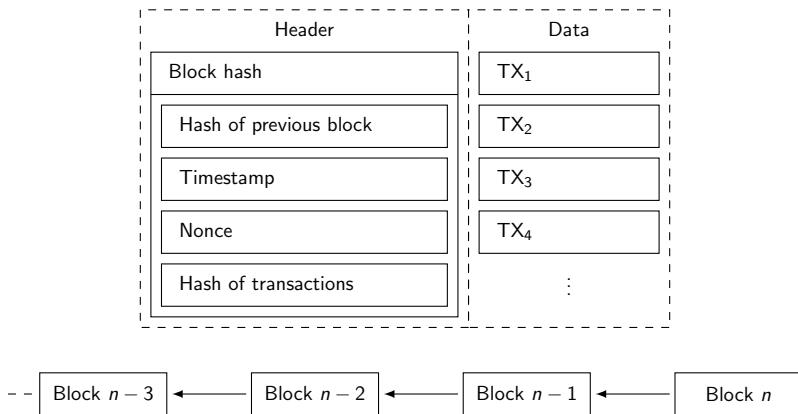 Header
Data
Block hash
TX₁
Hash of previous block
TX₂
Timestamp
TX₃
Nonce
TX₄
Hash of transactions
⋮
Block n − 3
Block n − 2
Block n − 1
Block n